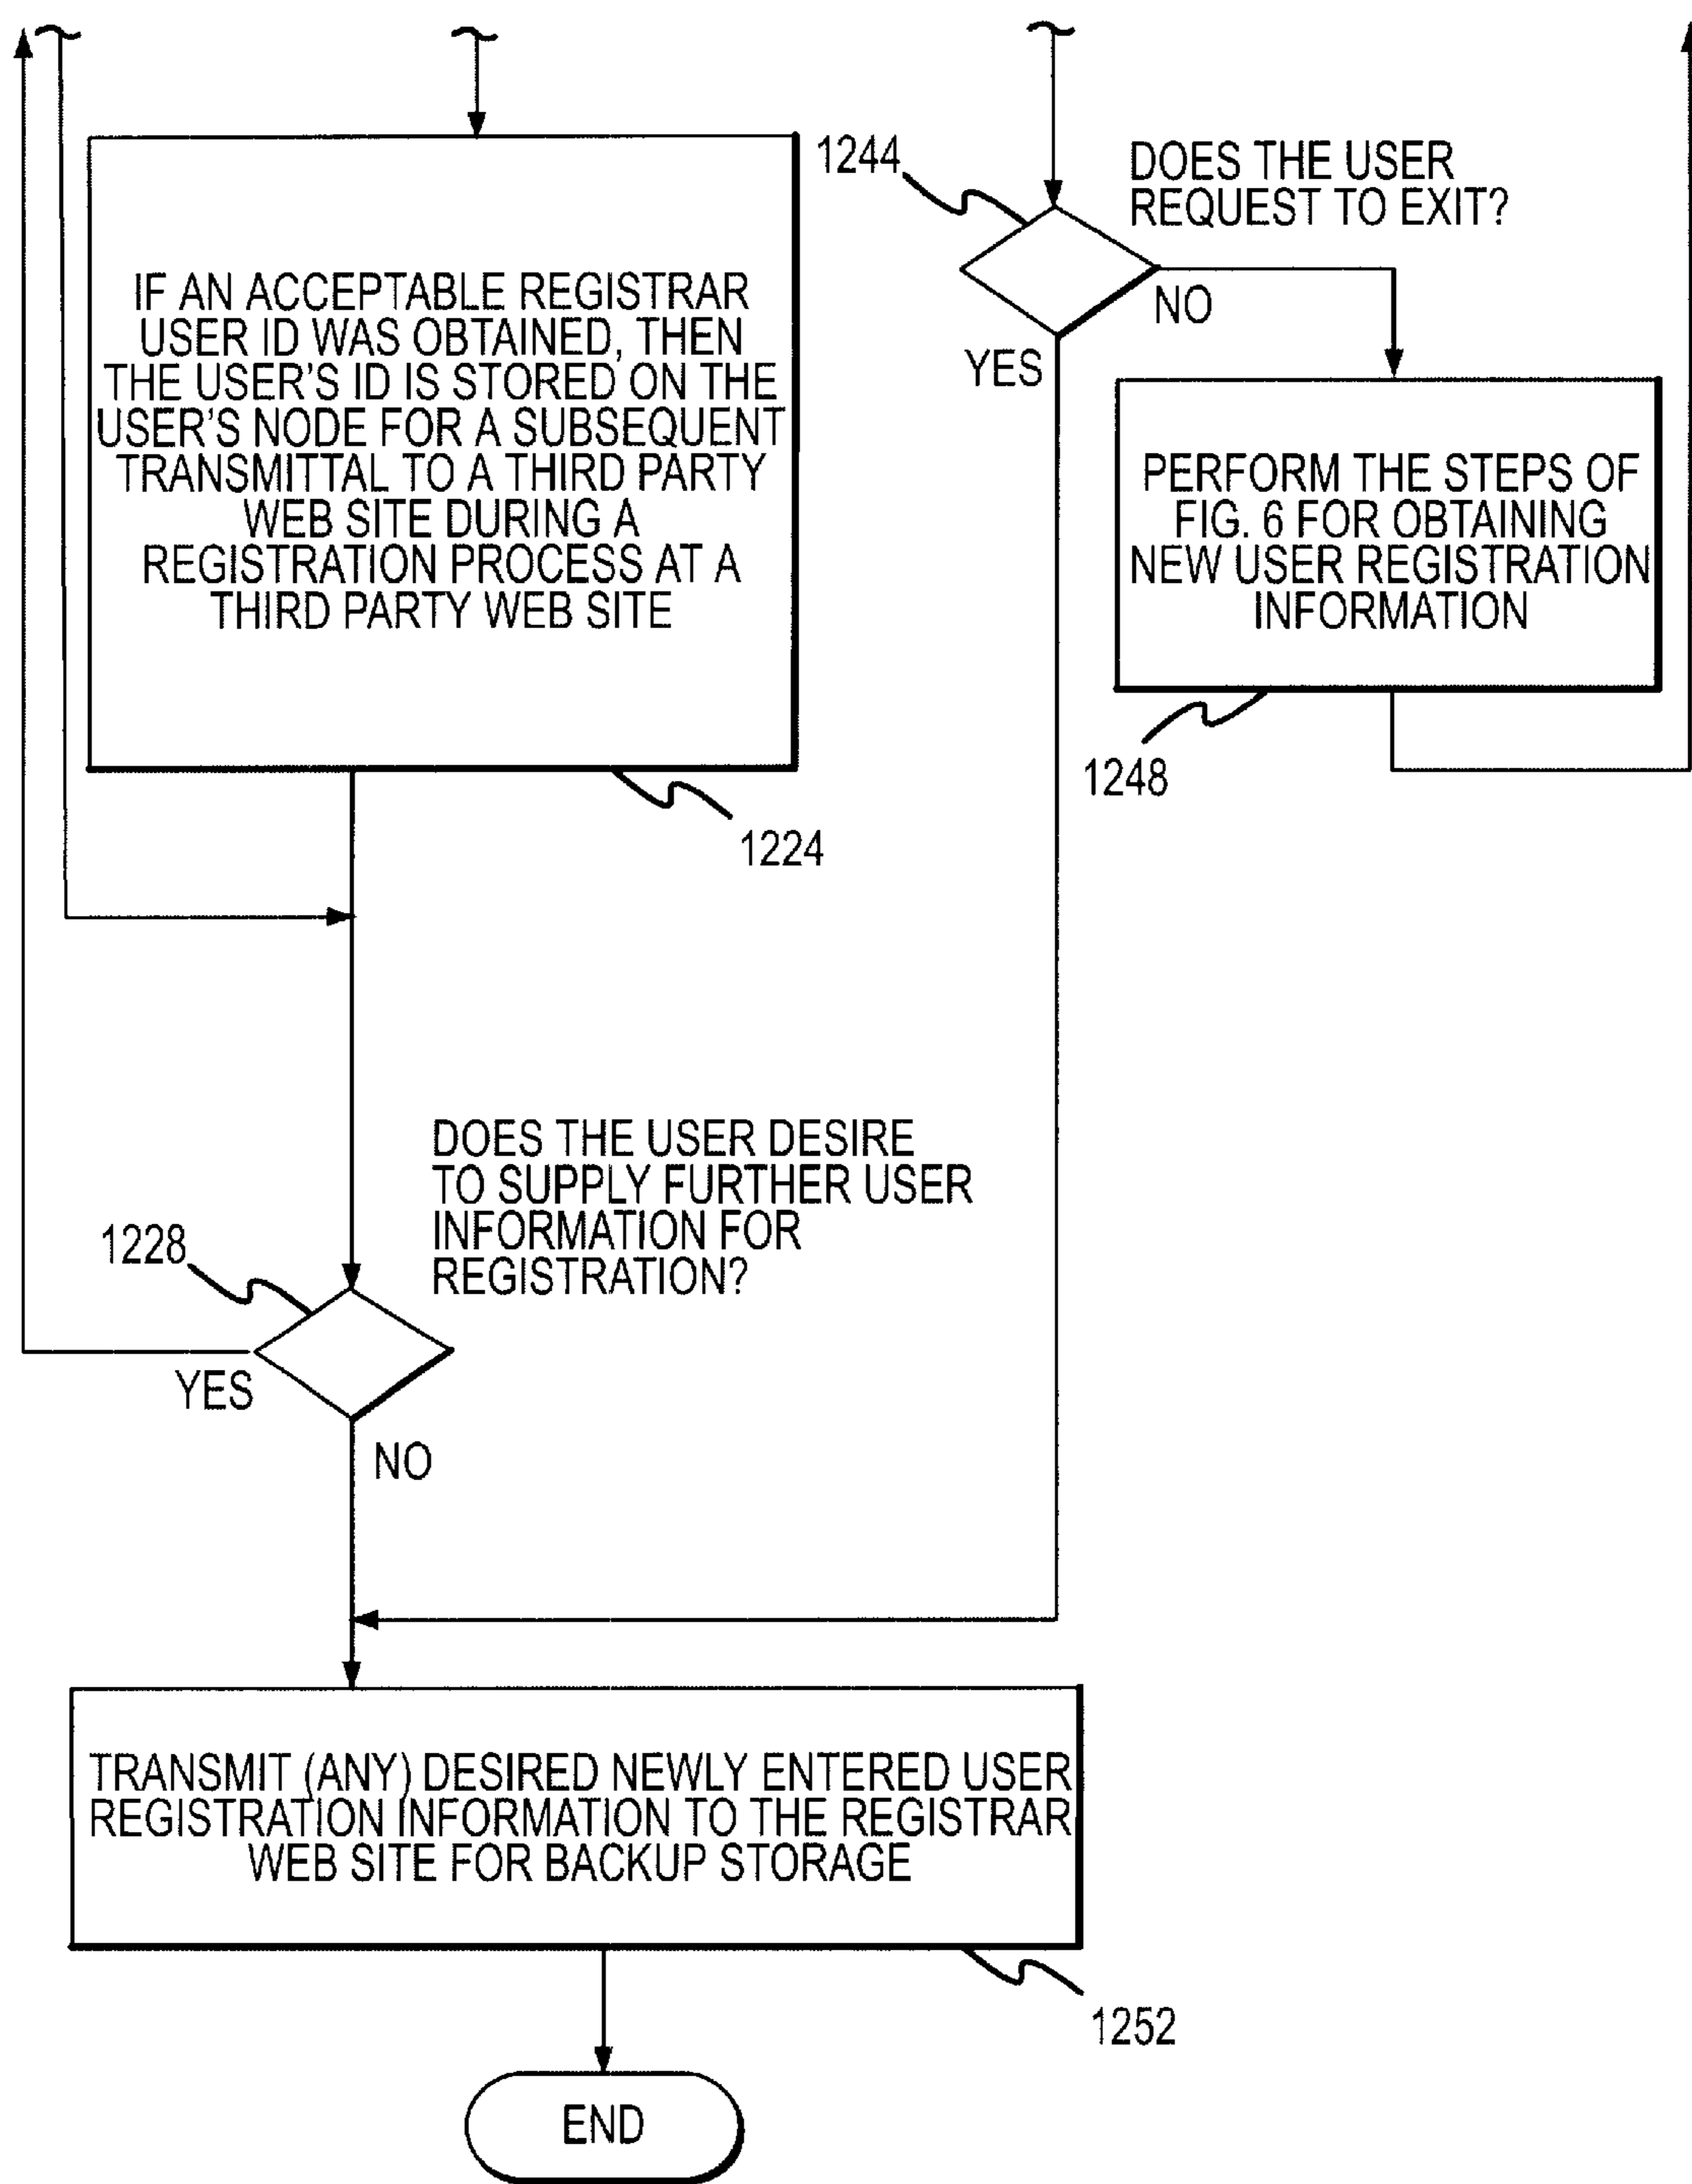 1244
DOES THE USER
REQUEST TO EXIT?
NO
YES
IF AN ACCEPTABLE REGISTRAR
USER ID WAS OBTAINED, THEN
THE USER'S ID IS STORED ON THE
USER'S NODE FOR A SUBSEQUENT
TRANSMITTAL TO A THIRD PARTY
WEB SITE DURING A
REGISTRATION PROCESS AT A
THIRD PARTY WEB SITE
1224
PERFORM THE STEPS OF
FIG. 6 FOR OBTAINING
NEW USER REGISTRATION
INFORMATION
1248
DOES THE USER DESIRE
TO SUPPLY FURTHER USER
INFORMATION FOR
REGISTRATION?
1228
YES
NO
TRANSMIT (ANY) DESIRED NEWLY ENTERED USER
REGISTRATION INFORMATION TO THE REGISTRAR
WEB SITE FOR BACKUP STORAGE
1252
END